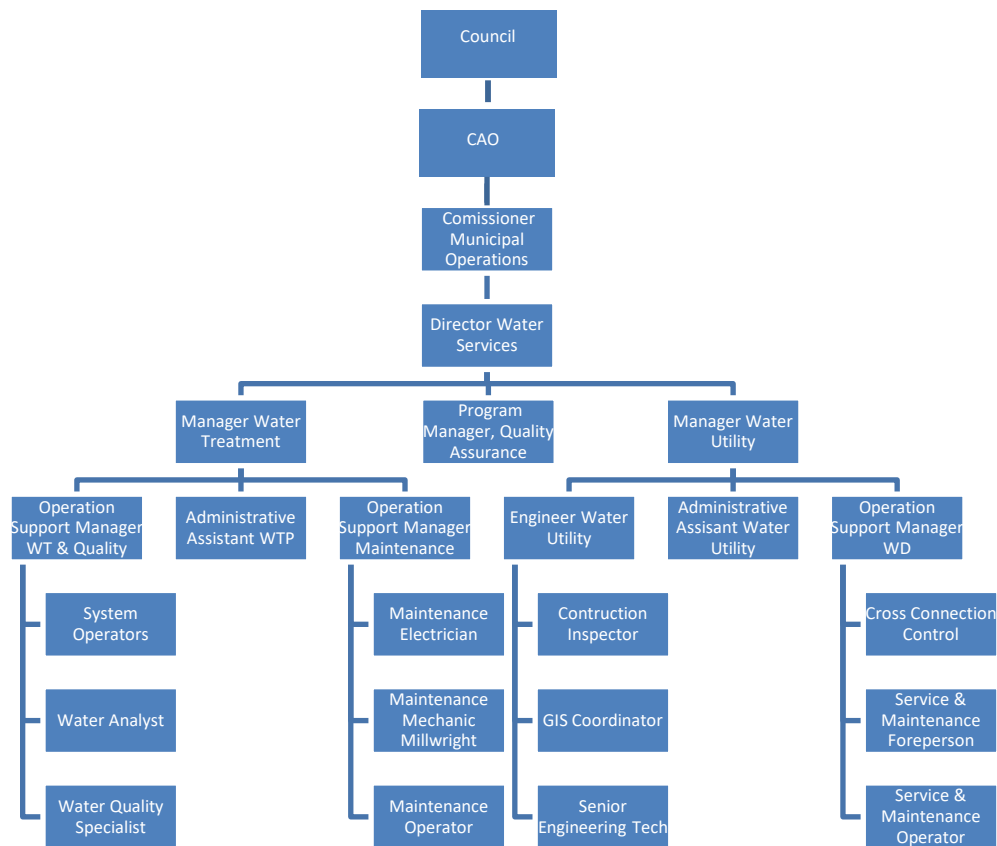 Council
CAO
Comissioner
Municipal
Operations
Director Water
Services
Manager Water
Treatment
Program
Manager, Quality
Assurance
Manager Water
Utility
Operation
Support Manager
WT & Quality
Administrative
Assistant WTP
Operation
Support Manager
Maintenance
Engineer Water
Utility
Administrative
Assisant Water
Utility
Operation
Support Manager
WD
System
Operators
Water Analyst
Water Quality
Specialist
Maintenance
Electrician
Maintenance
Mechanic
Millwright
Maintenance
Operator
Contruction
Inspector
GIS Coordinator
Senior
Engineering Tech
Cross Connection
Control
Service &
Maintenance
Foreperson
Service &
Maintenance
Operator